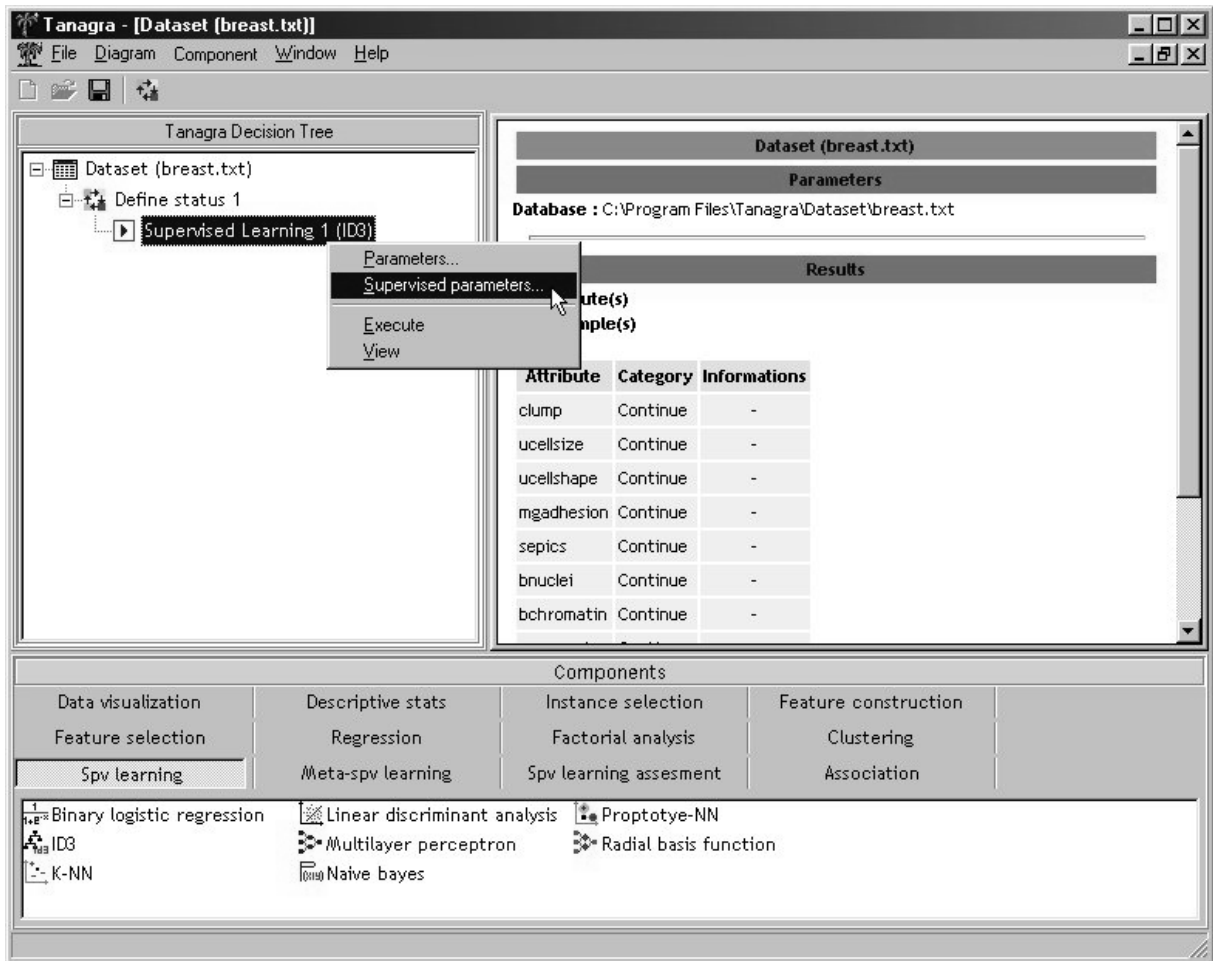 Tanagra - [Dataset (breast.txt)]
File Diagram Component Window Help
Tanagra Decision Tree
Dataset (breast.txt)
Define status 1
Supervised Learning 1 (ID3)
Parameters...
Supervised parameters...
Execute
View
Dataset (breast.txt)
Parameters
Database : C:\Program Files\Tanagra\Dataset\breast.txt
Results
ute(s)
mple(s)
Attribute Category Informations
clump Continue -
ucellsize Continue -
ucellshape Continue -
mgadhesion Continue -
sepics Continue -
bnuclei Continue -
bchromatin Continue -
Components
Data visualization Descriptive stats Instance selection Feature construction
Feature selection Regression Factorial analysis Clustering
Spv learning Meta-spv learning Spv learning assesment Association
Binary logistic regression Linear discriminant analysis Proptotye-NN
ID3 Multilayer perceptron Radial basis function
K-NN Naive bayes